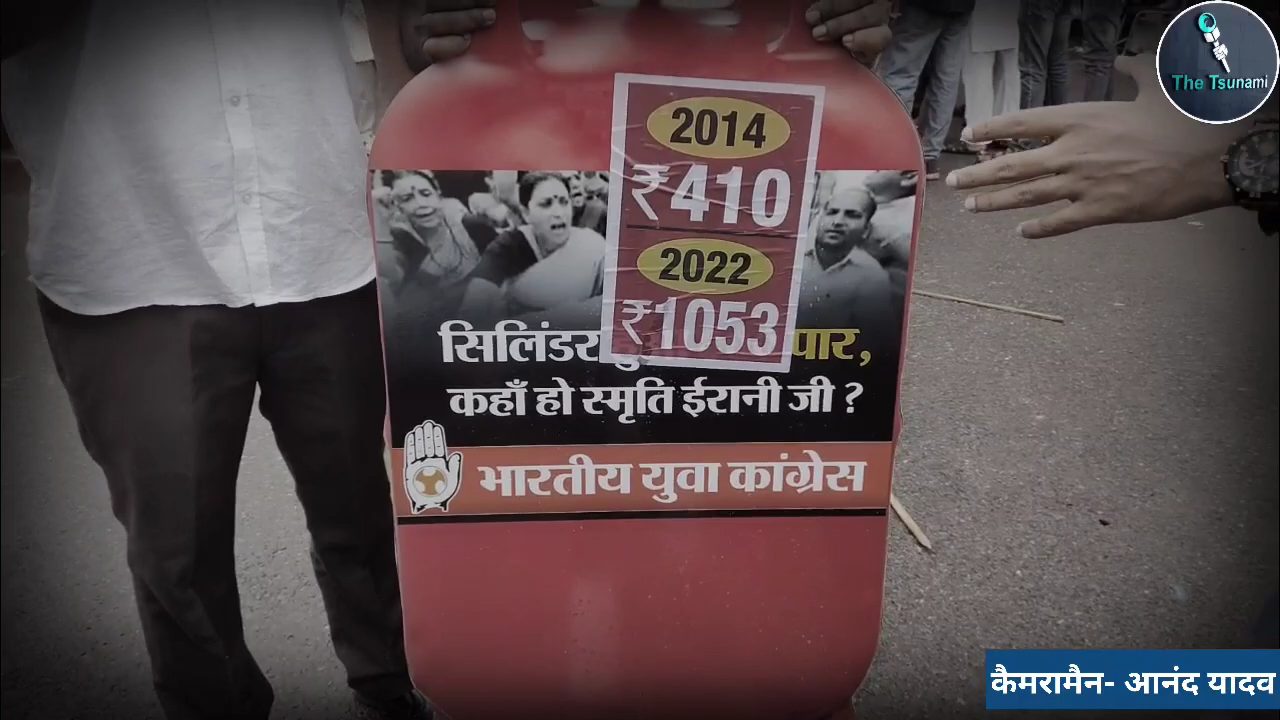 The Tsunami
2014
₹410
2022
₹1053
सिलिंडर पार,
कहाँ हो स्मृति ईरानी जी ?
भारतीय युवा कांग्रेस
कैमरामैन- आनंद यादव